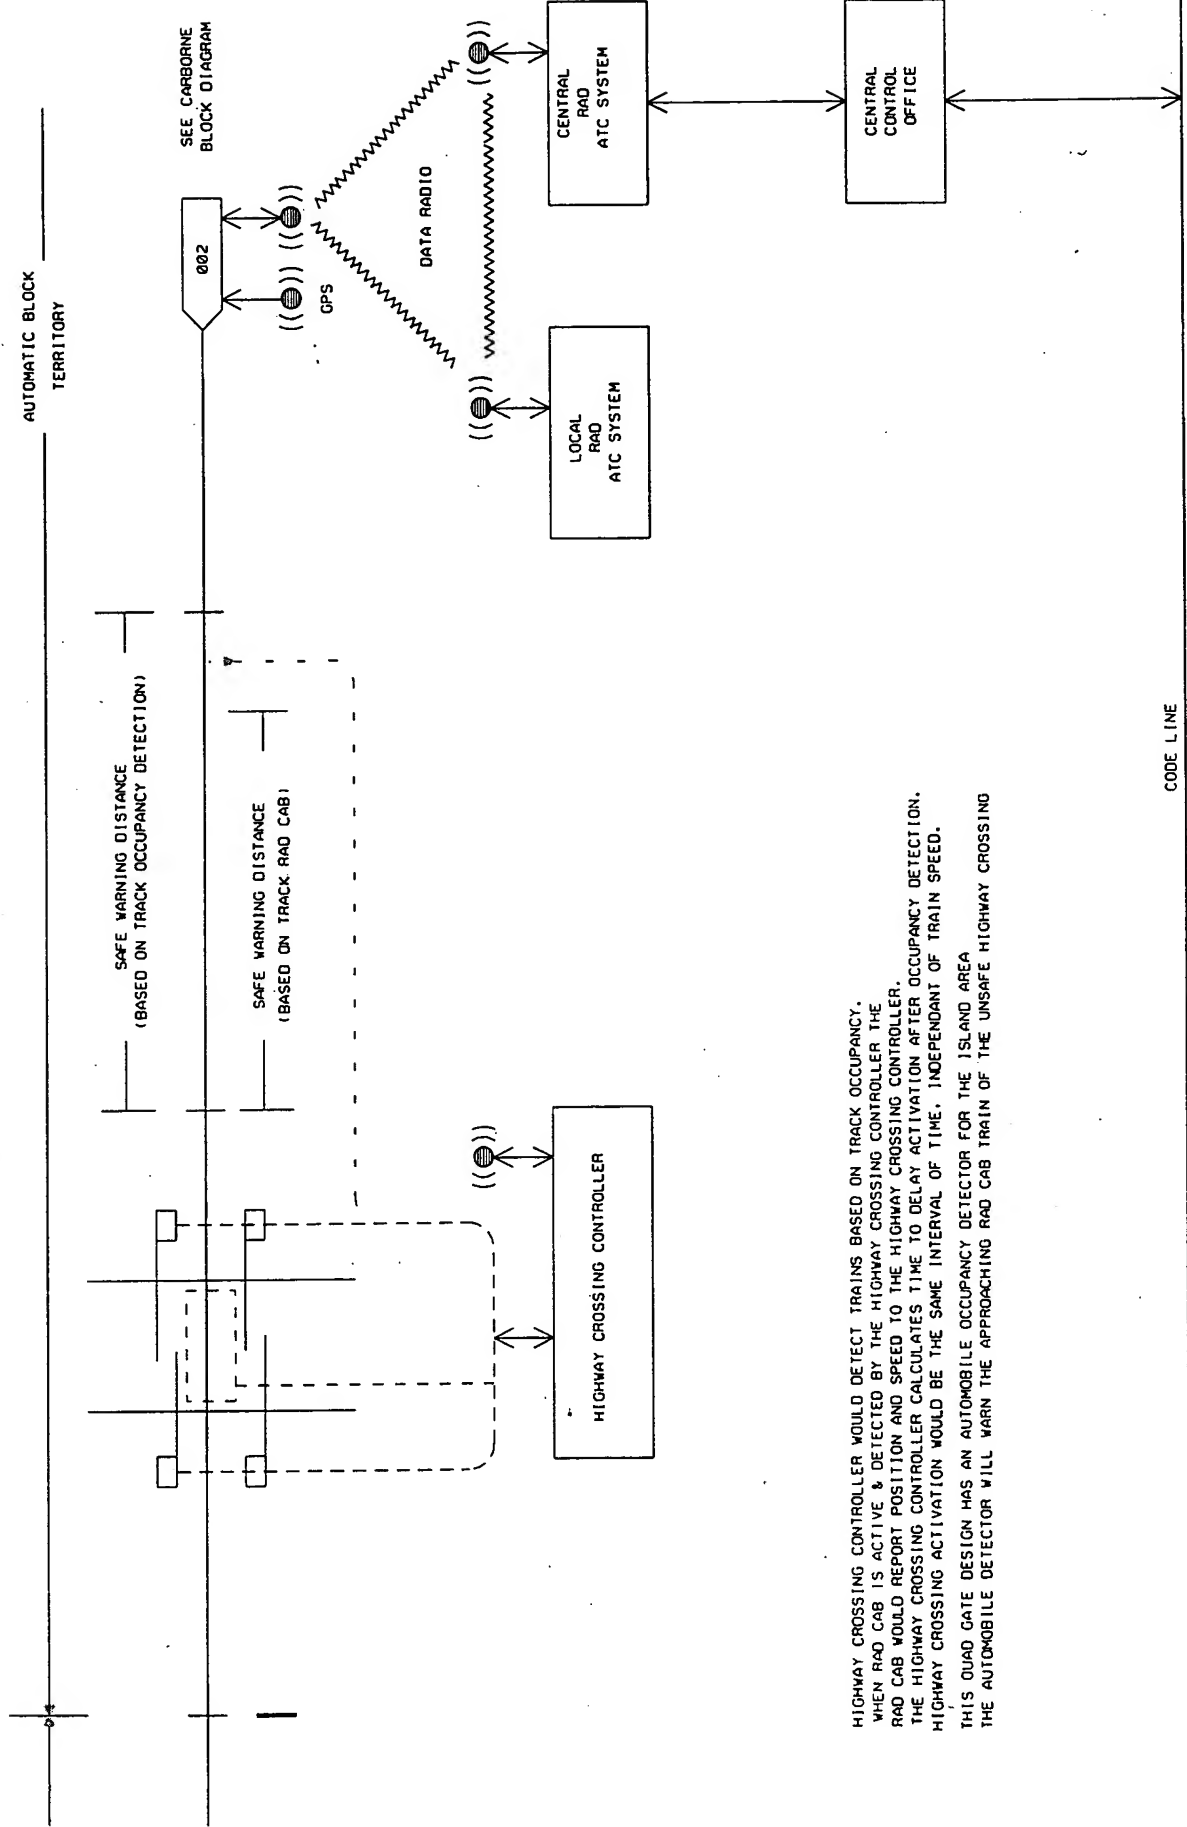 AUTOMATIC BLOCK
TERRITORY
SEE CARBORNE
BLOCK DIAGRAM
SAFE WARNING DISTANCE
(BASED ON TRACK OCCUPANCY DETECTION)
002
SAFE WARNING DISTANCE
(BASED ON TRACK RAD CAB)
GPS
DATA RADIO
HIGHWAY CROSSING CONTROLLER
LOCAL
RAD
ATC SYSTEM
CENTRAL
RAD
ATC SYSTEM
CENTRAL
CONTROL
OFFICE
HIGHWAY CROSSING CONTROLLER WOULD DETECT TRAINS BASED ON TRACK OCCUPANCY.
WHEN RAD CAB IS ACTIVE & DETECTED BY THE HIGHWAY CROSSING CONTROLLER THE
RAD CAB WOULD REPORT POSITION AND SPEED TO THE HIGHWAY CROSSING CONTROLLER.
THE HIGHWAY CROSSING CONTROLLER CALCULATES TIME TO DELAY ACTIVATION AFTER OCCUPANCY DETECTION.
HIGHWAY CROSSING ACTIVATION WOULD BE THE SAME INTERVAL OF TIME, INDEPENDANT OF TRAIN SPEED.
THIS QUAD GATE DESIGN HAS AN AUTOMOBILE OCCUPANCY DETECTOR FOR THE ISLAND AREA
THE AUTOMOBILE DETECTOR WILL WARN THE APPROACHING RAD CAB TRAIN OF THE UNSAFE HIGHWAY CROSSING
CODE LINE